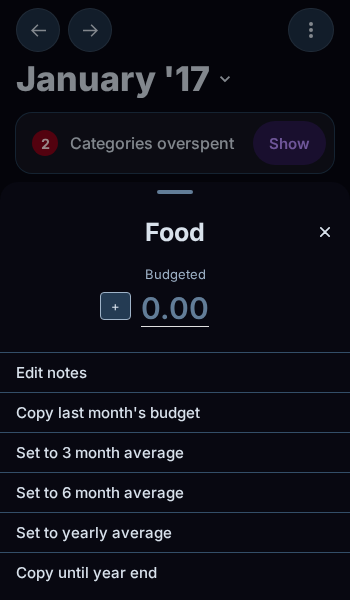 January '17
2 Categories overspent Show
Food
Budgeted
+ 0.00
Edit notes
Copy last month's budget
Set to 3 month average
Set to 6 month average
Set to yearly average
Copy until year end